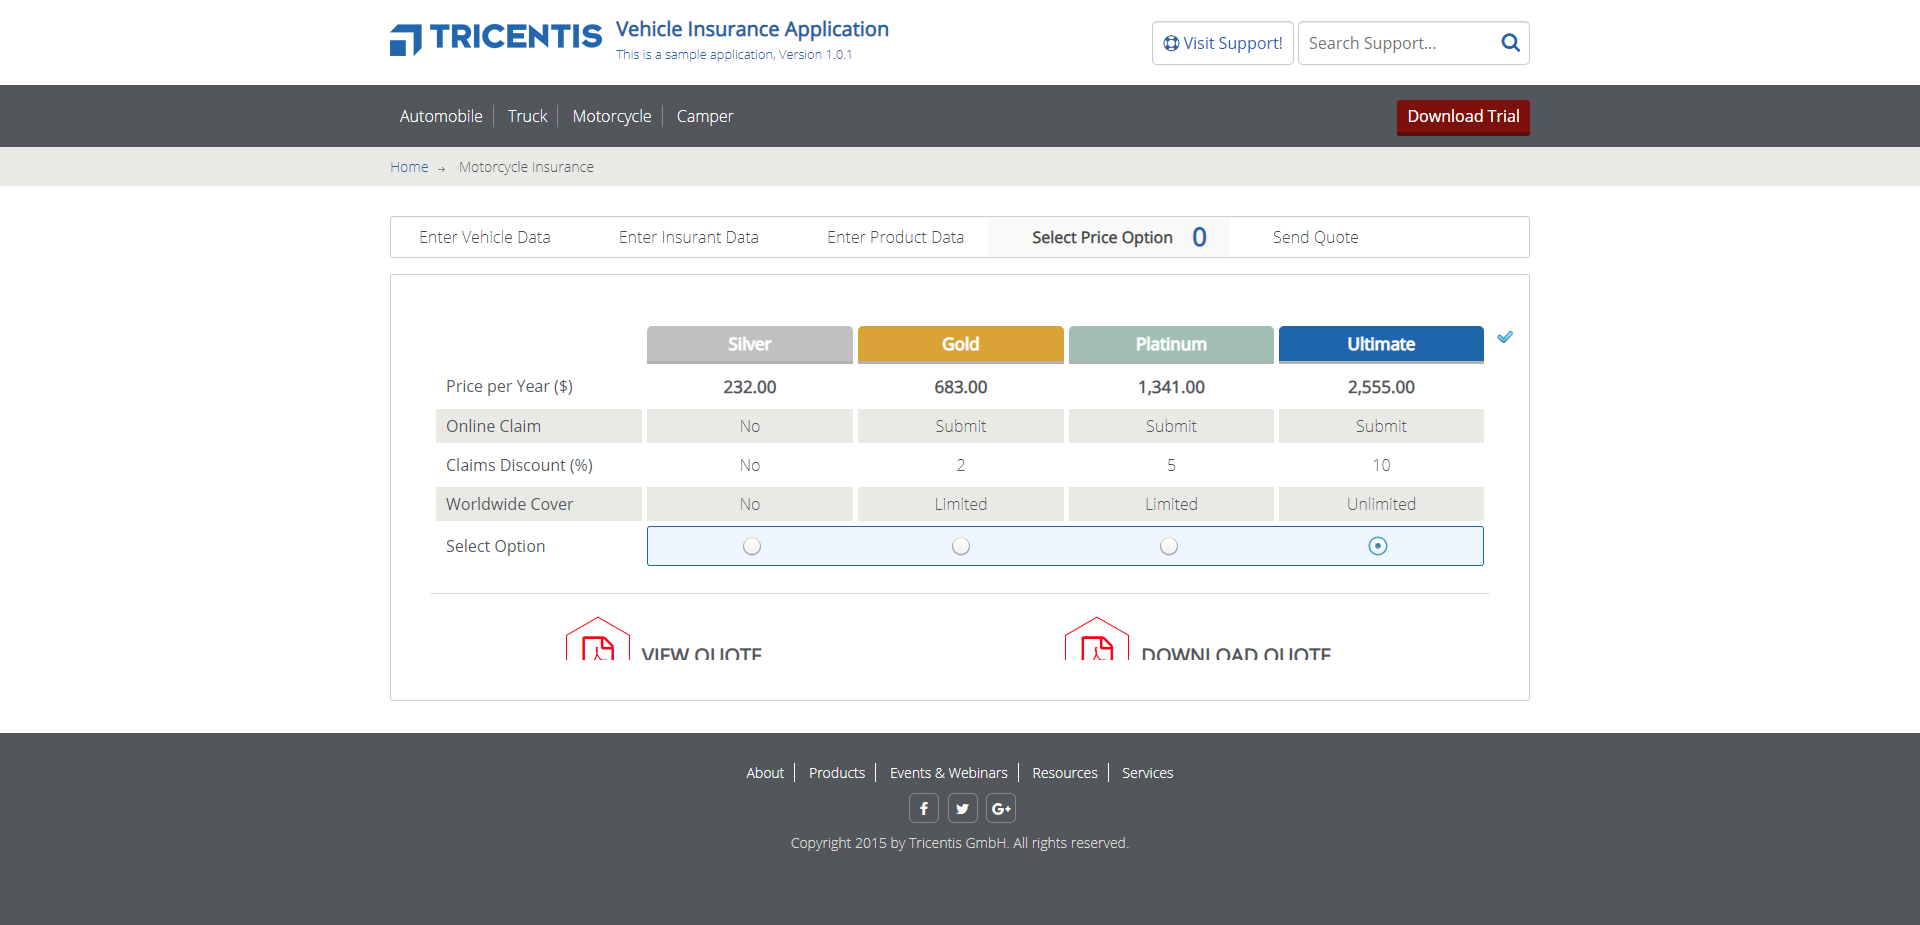 TRICENTIS
Vehicle Insurance Application
This is a sample application, Version 1.0.1
Visit Support!
Search Support...
Automobile
Truck
Motorcycle
Camper
Download Trial
Home → Motorcycle Insurance
Enter Vehicle Data
Enter Insurant Data
Enter Product Data
Select Price Option 0
Send Quote
Silver Gold Platinum Ultimate
Price per Year ($) 232.00 683.00 1,341.00 2,555.00
Online Claim No Submit Submit Submit
Claims Discount (%) No 2 5 10
Worldwide Cover No Limited Limited Unlimited
Select Option
VIEW QUOTE
DOWNLOAD QUOTE
About Products Events & Webinars Resources Services
Copyright 2015 by Tricentis GmbH. All rights reserved.